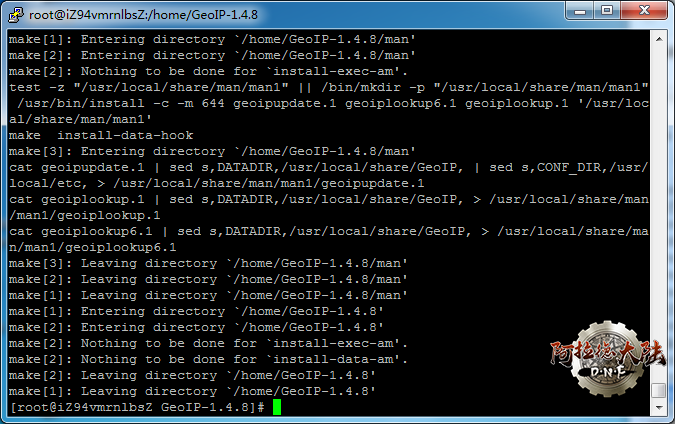 root@iZ94vmrnlbsZ:/home/GeoIP-1.4.8
make[1]: Entering directory `/home/GeoIP-1.4.8/man'
make[2]: Entering directory `/home/GeoIP-1.4.8/man'
make[2]: Nothing to be done for `install-exec-am'.
test -z "/usr/local/share/man/man1" || /bin/mkdir -p "/usr/local/share/man/man1"
 /usr/bin/install -c -m 644 geoipupdate.1 geoiplookup6.1 geoiplookup.1 '/usr/loc
al/share/man/man1'
make  install-data-hook
make[3]: Entering directory `/home/GeoIP-1.4.8/man'
cat geoipupdate.1 | sed s,DATADIR,/usr/local/share/GeoIP, | sed s,CONF_DIR,/usr/
local/etc, > /usr/local/share/man/man1/geoipupdate.1
cat geoiplookup.1 | sed s,DATADIR,/usr/local/share/GeoIP, > /usr/local/share/man
/man1/geoiplookup.1
cat geoiplookup6.1 | sed s,DATADIR,/usr/local/share/GeoIP, > /usr/local/share/ma
n/man1/geoiplookup6.1
make[3]: Leaving directory `/home/GeoIP-1.4.8/man'
make[2]: Leaving directory `/home/GeoIP-1.4.8/man'
make[1]: Leaving directory `/home/GeoIP-1.4.8/man'
make[1]: Entering directory `/home/GeoIP-1.4.8'
make[2]: Entering directory `/home/GeoIP-1.4.8'
make[2]: Nothing to be done for `install-exec-am'.
make[2]: Nothing to be done for `install-data-am'.
make[2]: Leaving directory `/home/GeoIP-1.4.8'
make[1]: Leaving directory `/home/GeoIP-1.4.8'
[root@iZ94vmrnlbsZ GeoIP-1.4.8]#
阿拉德大陆
D·N·F